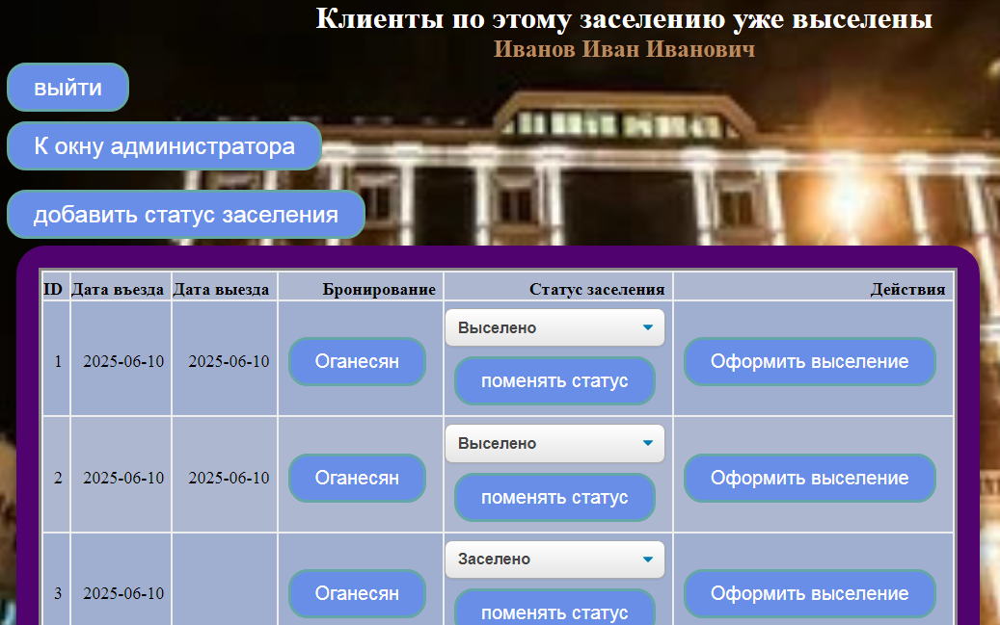 Клиенты по этому заселению уже выселены
Иванов Иван Иванович
выйти
К окну администратора
добавить статус заселения
ID Дата въезда Дата выезда Бронирование Статус заселения Действия
Выселено
1 2025-06-10 2025-06-10 Оганесян Оформить выселение
поменять статус
Выселено
2 2025-06-10 2025-06-10 Оганесян Оформить выселение
поменять статус
Заселено
3 2025-06-10 Оганесян Оформить выселение
поменять статус